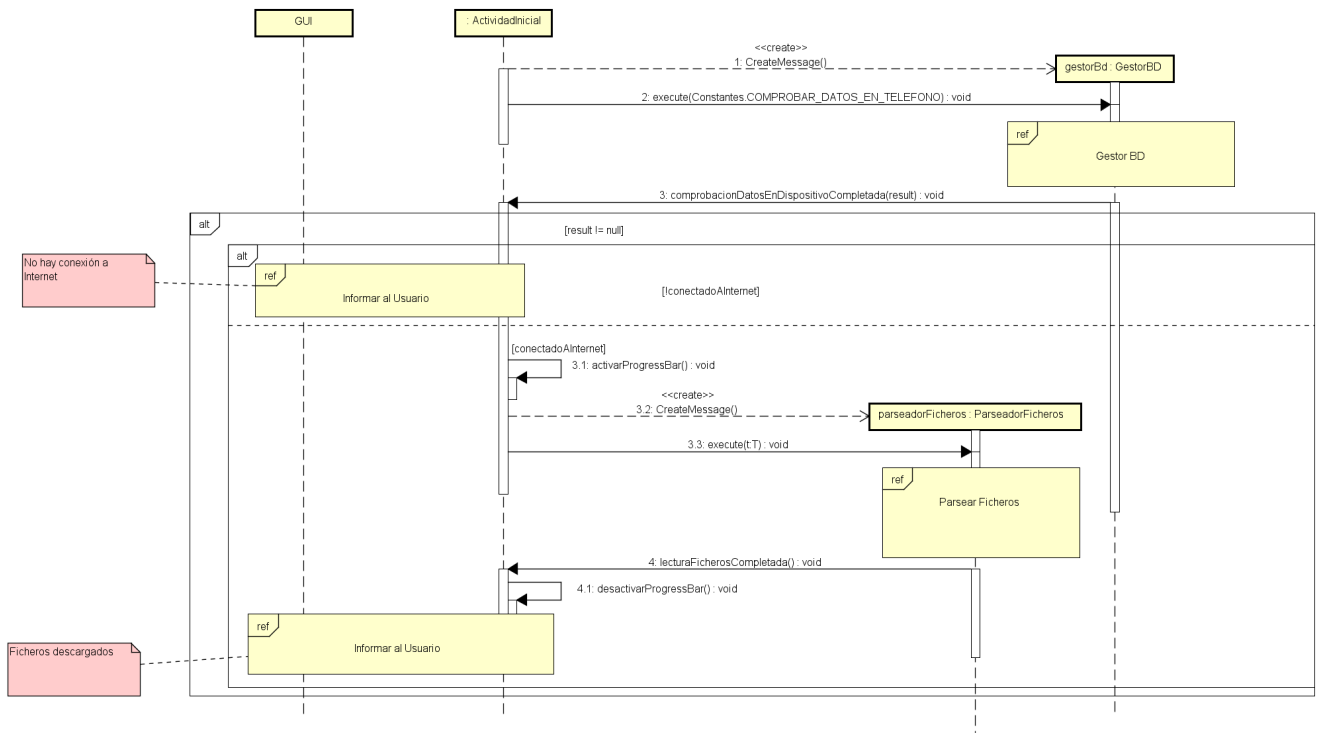 GUI
: ActividadInicial
<<create>>
1: CreateMessage()
gestorBd : GestorBD
2: execute(Constantes.COMPROBAR_DATOS_EN_TELEFONO) : void
ref
Gestor BD
3: comprobacionDatosEnDispositivoCompletada(result) : void
alt
[result != null]
alt
No hay conexión a
Internet
ref
Informar al Usuario
[!conectadoAInternet]
[conectadoAInternet]
3.1: activarProgressBar() : void
<<create>>
3.2: CreateMessage()
parseadorFicheros : ParseadorFicheros
3.3: execute(t:T) : void
ref
Parsear Ficheros
4: lecturaFicherosCompletada() : void
4.1: desactivarProgressBar() : void
ref
Informar al Usuario
Ficheros descargados